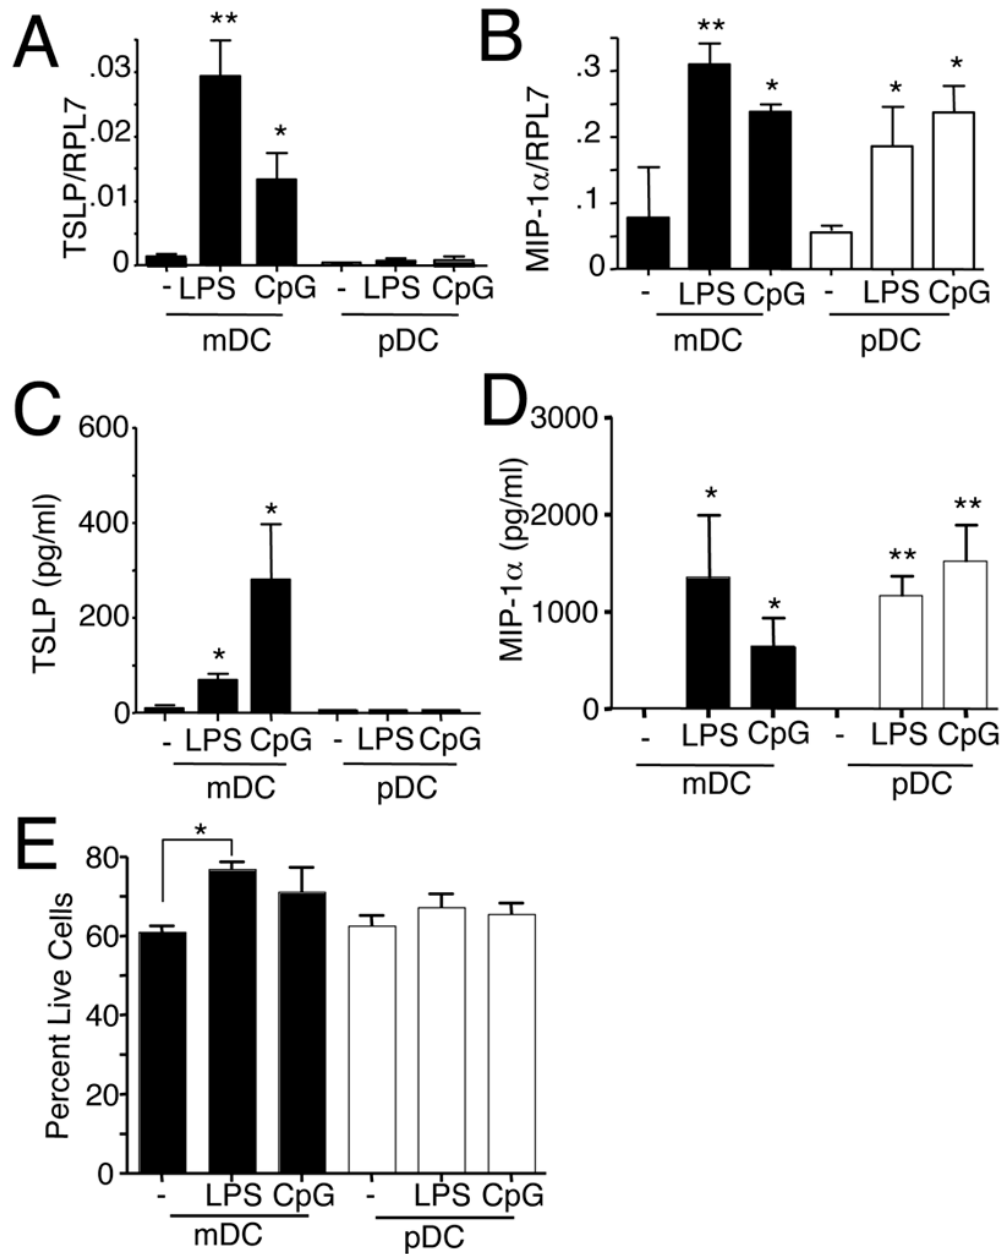 A
TSLP/RPL7
**
*
.03
.02
.01
0
- LPS CpG - LPS CpG
mDC pDC
B
MIP-1α/RPL7
**
*
*
*
.3
.2
.1
0
- LPS CpG - LPS CpG
mDC pDC
C
TSLP (pg/ml)
600
400
200
0
*
*
- LPS CpG - LPS CpG
mDC pDC
D
MIP-1α (pg/ml)
3000
2000
1000
0
*
*
**
**
- LPS CpG - LPS CpG
mDC pDC
E
Percent Live Cells
*
80
60
40
20
0
- LPS CpG - LPS CpG
mDC pDC